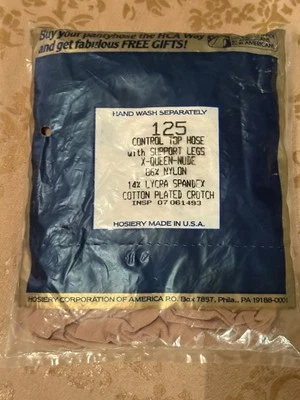 Buy your pantyhose the HCA Way
and get fabulous FREE GIFTS!
HAND WASH SEPARATELY
125
CONTROL TOP HOSE
with SUPPORT LEGS
X-QUEEN-NUDE
86% NYLON
14% LYCRA SPANDEX
COTTON PLATED CROTCH
INSP 07 061493
HOSIERY MADE IN U.S.A.
HOSIERY CORPORATION OF AMERICA P.O. Box 7857, Phila., PA 19188-0001